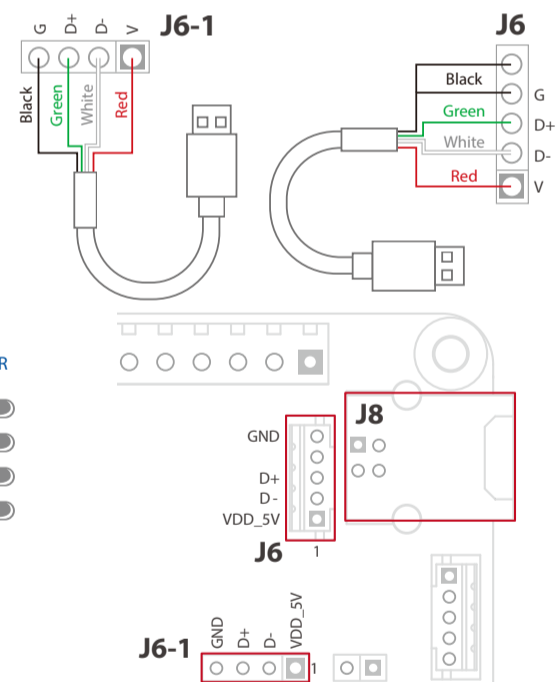 G D+ D- V J6-1
Black Green White Red
J6
Black
G
Green
D+
White
D-
Red
V
R
J8
GND
D+
D-
VDD_5V
J6 1
GND D+ D- VDD_5V
J6-1 1